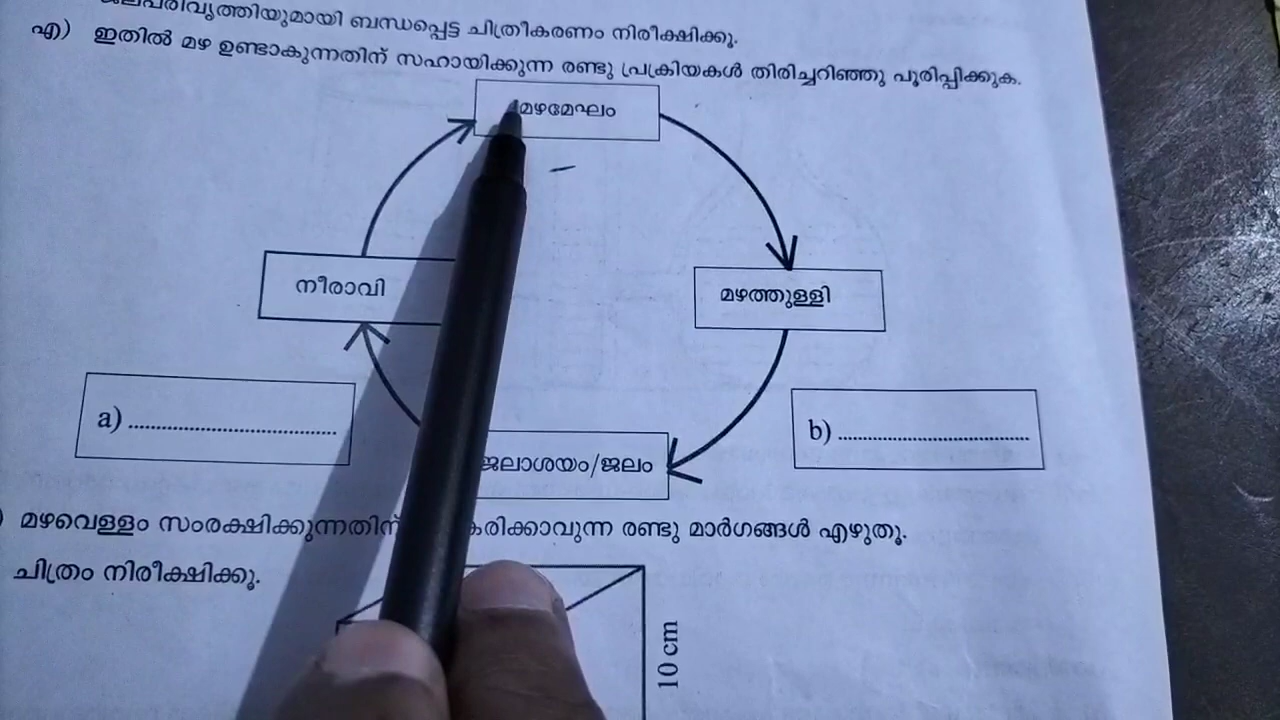 ജലപരിവൃത്തിയുമായി ബന്ധപ്പെട്ട ചിത്രീകരണം നിരീക്ഷിക്കൂ.
എ) ഇതിൽ മഴ ഉണ്ടാകുന്നതിന് സഹായിക്കുന്ന രണ്ടു പ്രക്രിയകൾ തിരിച്ചറിഞ്ഞു പൂരിപ്പിക്കുക.
മഴമേഘം
നീരാവി
മഴത്തുള്ളി
a) ....................................
b) ....................................
ജലാശയം/ജലം
) മഴവെള്ളം സംരക്ഷിക്കുന്നതിന് രണ്ടു മാർഗങ്ങൾ എഴുതൂ.
ചിത്രം നിരീക്ഷിക്കൂ.
10 cm